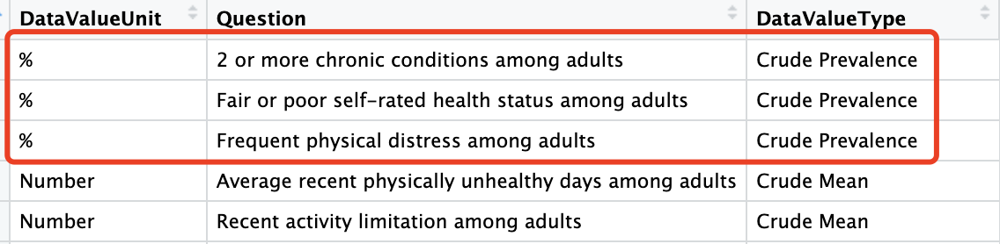 DataValueUnit Question DataValueType
% 2 or more chronic conditions among adults Crude Prevalence
% Fair or poor self-rated health status among adults Crude Prevalence
% Frequent physical distress among adults Crude Prevalence
Number Average recent physically unhealthy days among adults Crude Mean
Number Recent activity limitation among adults Crude Mean